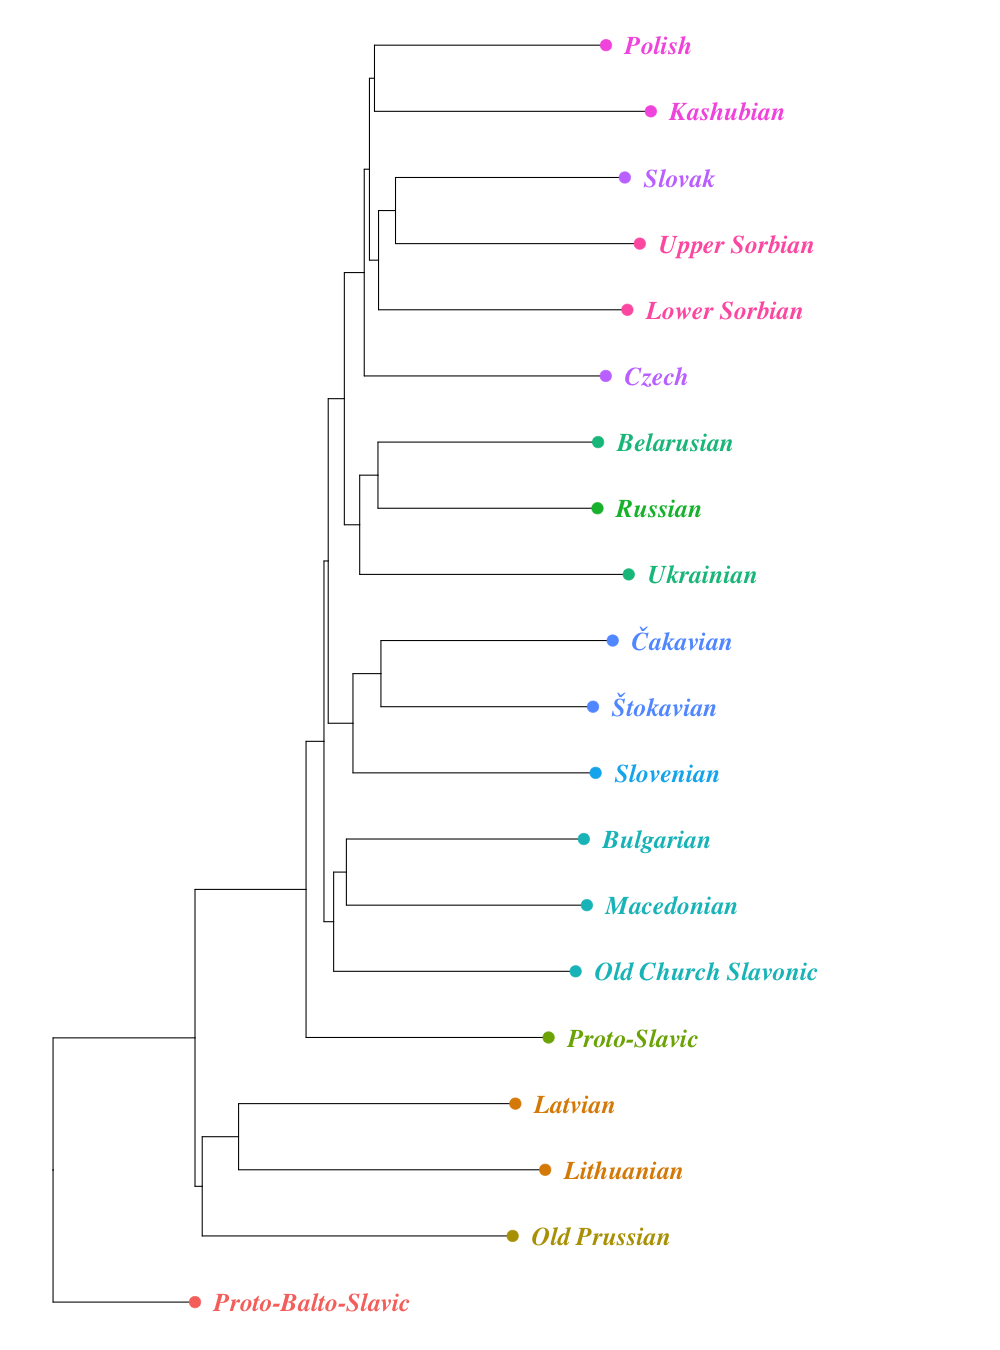 Polish
Kashubian
Slovak
Upper Sorbian
Lower Sorbian
Czech
Belarusian
Russian
Ukrainian
Čakavian
Štokavian
Slovenian
Bulgarian
Macedonian
Old Church Slavonic
Proto-Slavic
Latvian
Lithuanian
Old Prussian
Proto-Balto-Slavic